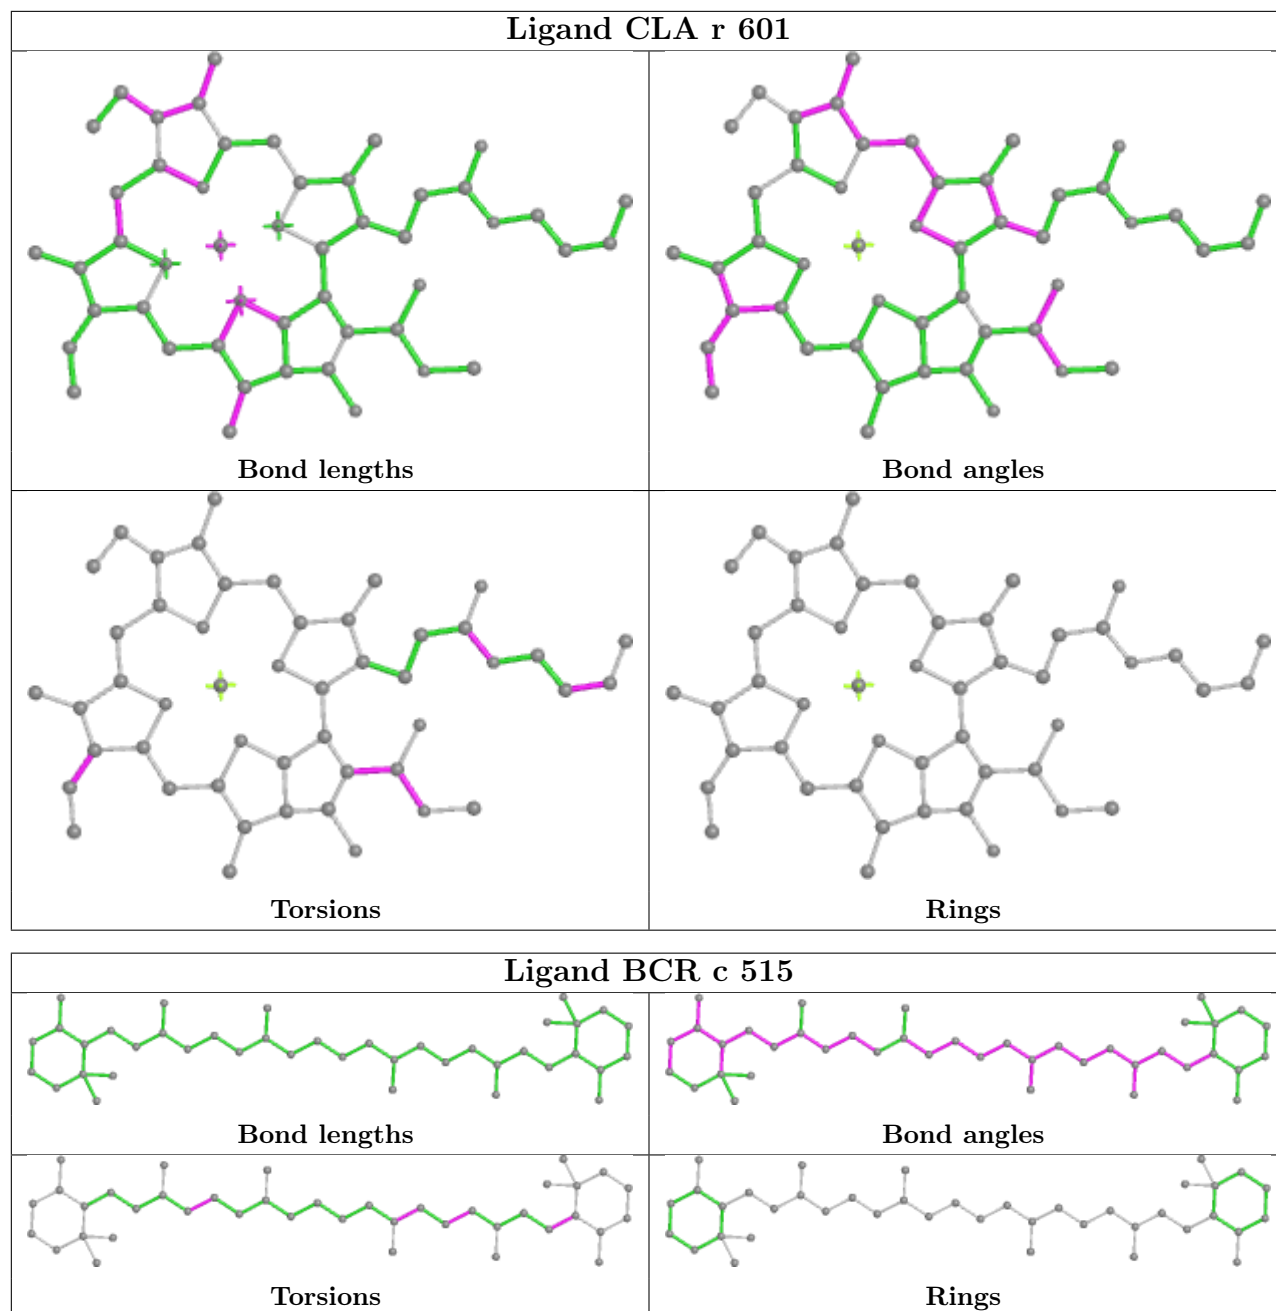 Ligand CLA r 601
Bond lengths
Bond angles
Torsions
Rings
Ligand BCR c 515
Bond lengths
Bond angles
Torsions
Rings